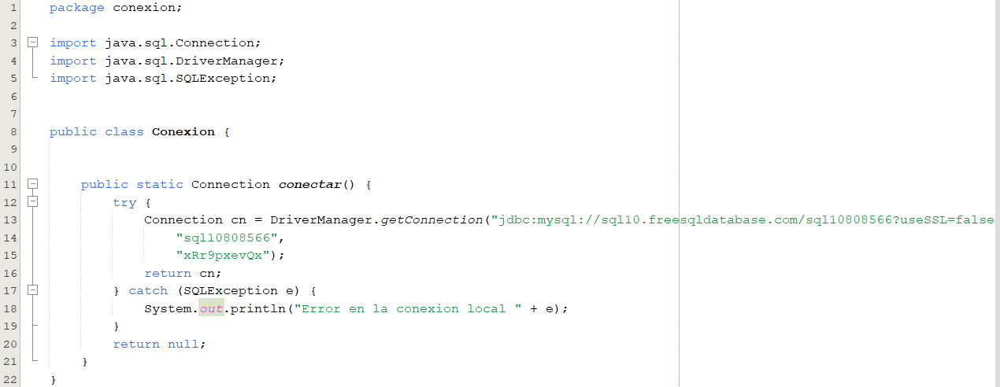 1 package conexion;
2
3 import java.sql.Connection;
4 import java.sql.DriverManager;
5 import java.sql.SQLException;
6
7
8 public class Conexion {
9
10
11 public static Connection conectar() {
12 try {
13 Connection cn = DriverManager.getConnection("jdbc:mysql://sql10.freesqldatabase.com/sql10808566?useSSL=false
14 "sql10808566",
15 "xRr9pxevQx");
16 return cn;
17 } catch (SQLException e) {
18 System.out.println("Error en la conexion local " + e);
19 }
20 return null;
21 }
22 }